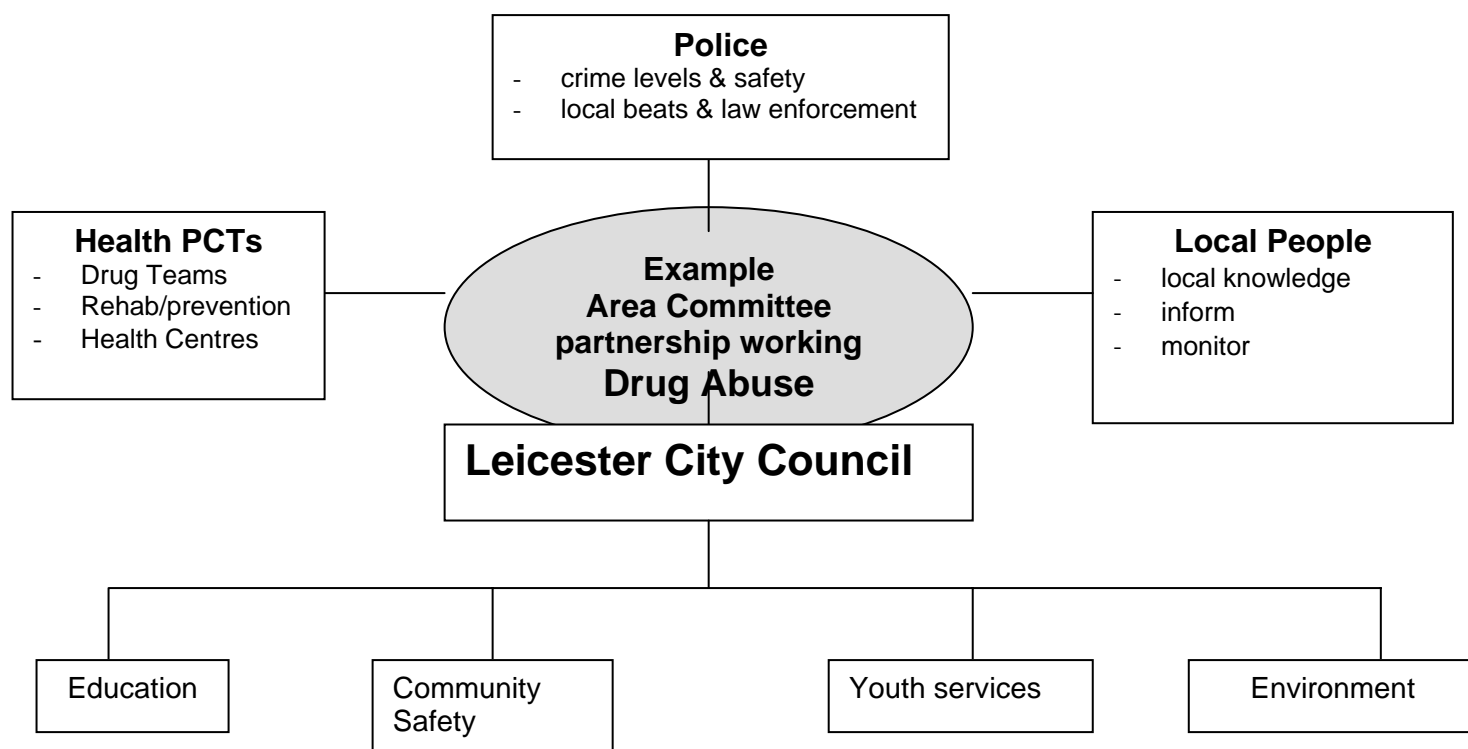 Police
- crime levels & safety
- local beats & law enforcement
Health PCTs
- Drug Teams
- Rehab/prevention
- Health Centres
Example
Area Committee
partnership working
Drug Abuse
Local People
- local knowledge
- inform
- monitor
Leicester City Council
Education
Community
Safety
Youth services
Environment